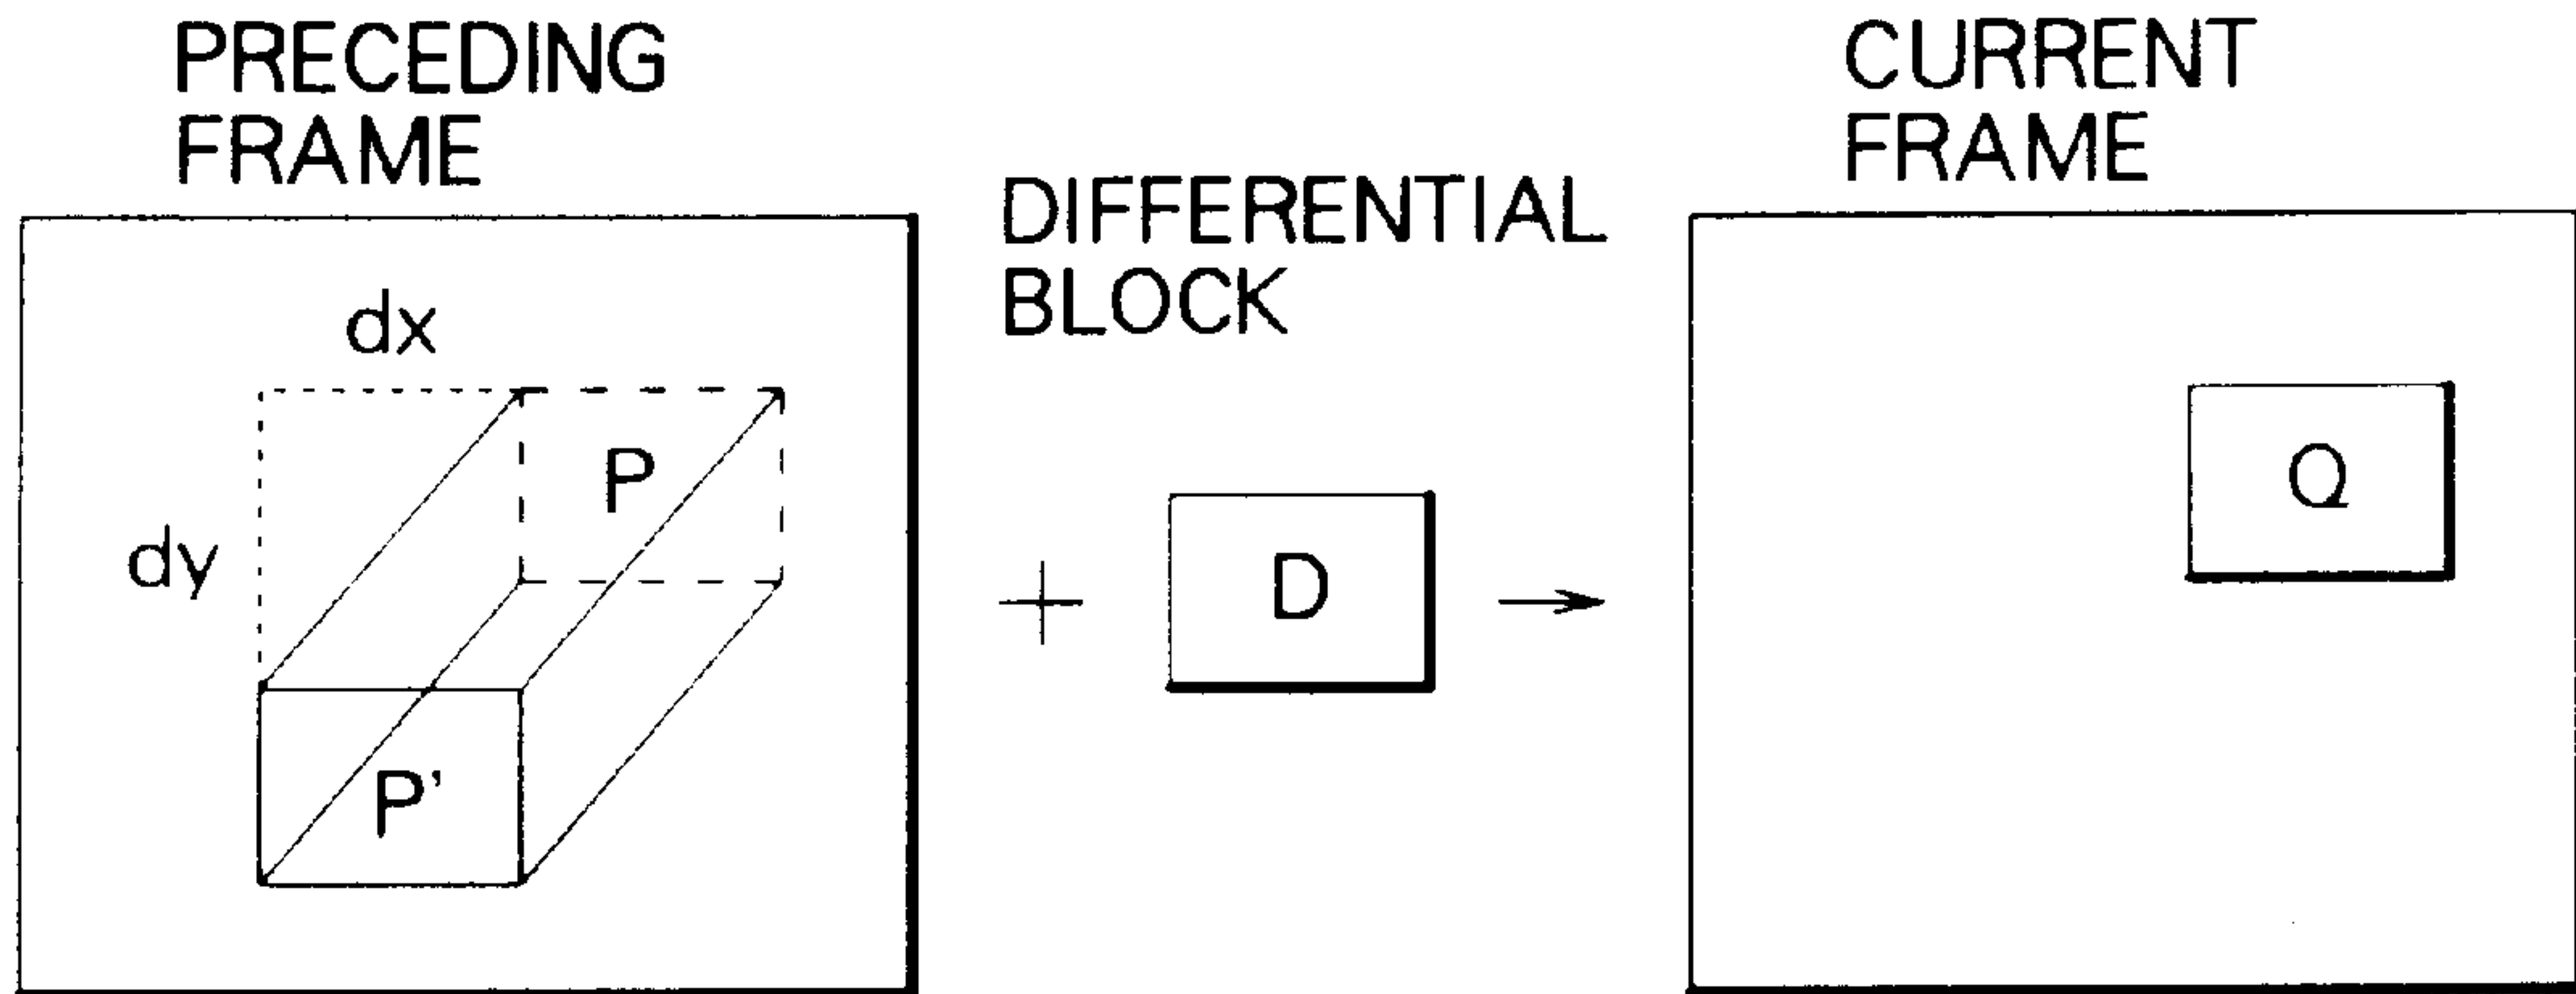 PRECEDING
FRAME
dx
P
dy
P'
DIFFERENTIAL
BLOCK
+
D
CURRENT
FRAME
Q